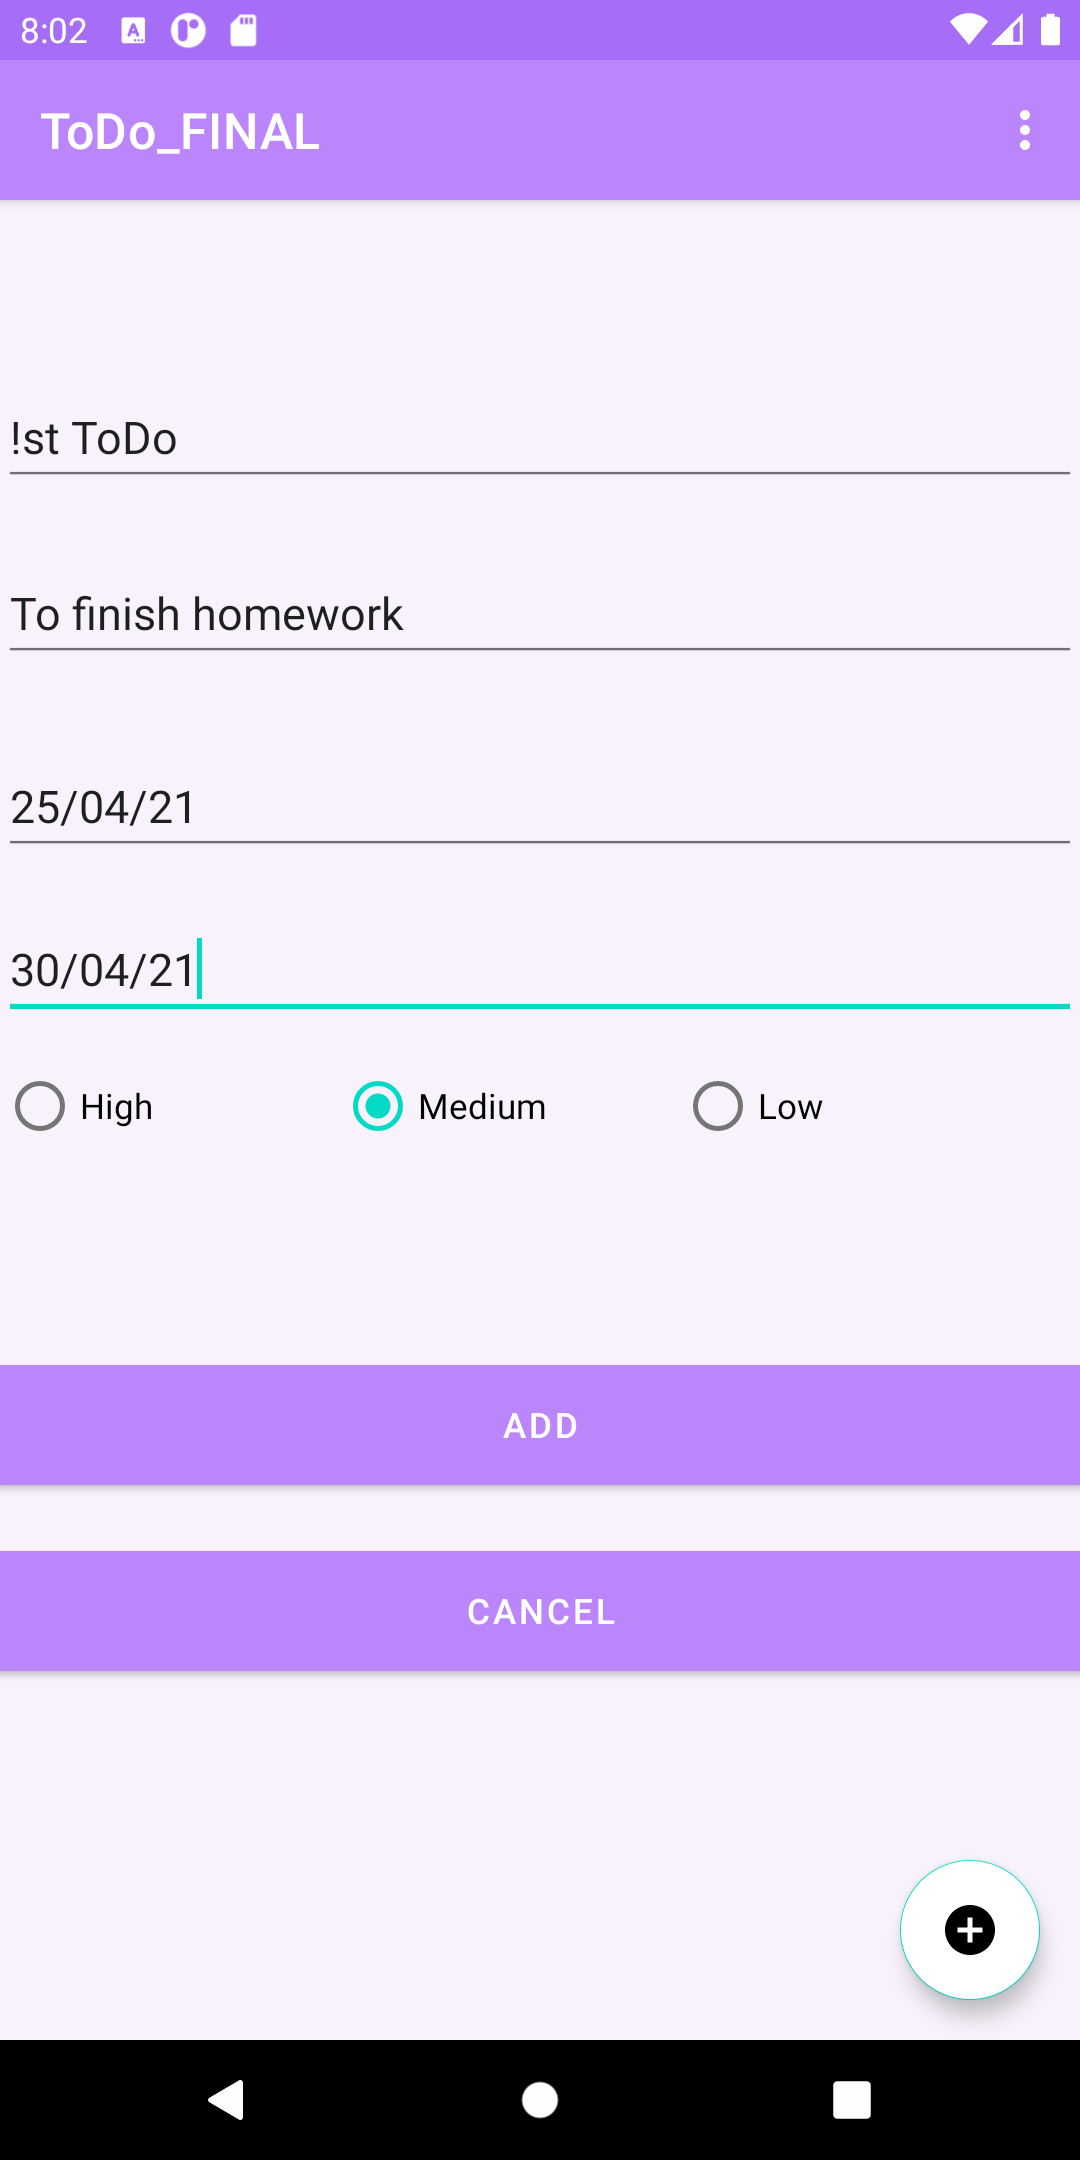 8:02
ToDo_FINAL
!st ToDo
To finish homework
25/04/21
30/04/21
High Medium Low
ADD
CANCEL